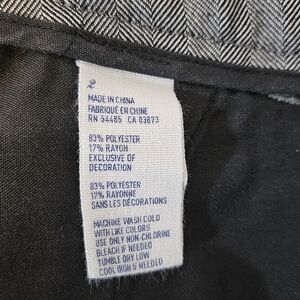 2
MADE IN CHINA
FABRIQUÉ EN CHINE
RN 54485 CA 03873
83% POLYESTER
17% RAYON
EXCLUSIVE OF
DECORATION
83% POLYESTER
17% RAYONNE
SANS LES DÉCORATIONS
MACHINE WASH COLD
WITH LIKE COLORS
USE ONLY NON-CHLORINE
BLEACH IF NEEDED
TUMBLE DRY LOW
COOL IRON IF NEEDED